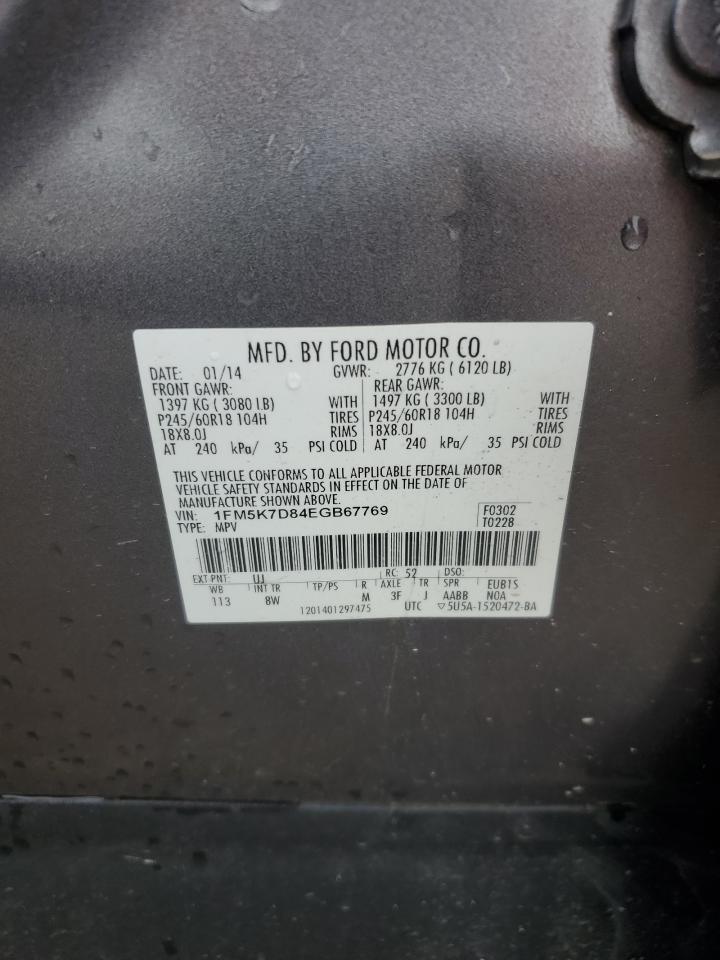 MFD. BY FORD MOTOR CO.
DATE: 01/14 GVWR: 2776 KG ( 6120 LB)
FRONT GAWR: REAR GAWR:
1397 KG ( 3080 LB) WITH 1497 KG ( 3300 LB) WITH
P245/60R18 104H TIRES P245/60R18 104H TIRES
18X8.0J RIMS 18X8.0J RIMS
AT 240 kPa/ 35 PSI COLD AT 240 kPa/ 35 PSI COLD
THIS VEHICLE CONFORMS TO ALL APPLICABLE FEDERAL MOTOR
VEHICLE SAFETY STANDARDS IN EFFECT ON THE DATE OF
MANUFACTURE SHOWN ABOVE.
VIN: 1FM5K7D84EGB67769 F0302
TYPE: MPV T0228
EXT PNT: UJ RC: 52 DSO:
WB INT TR TP/PS R AXLE TR SPR EUB1S
113 8W M 3F J AABB N0A
1201401297475 UTC ▽5U5A-1520472-BA